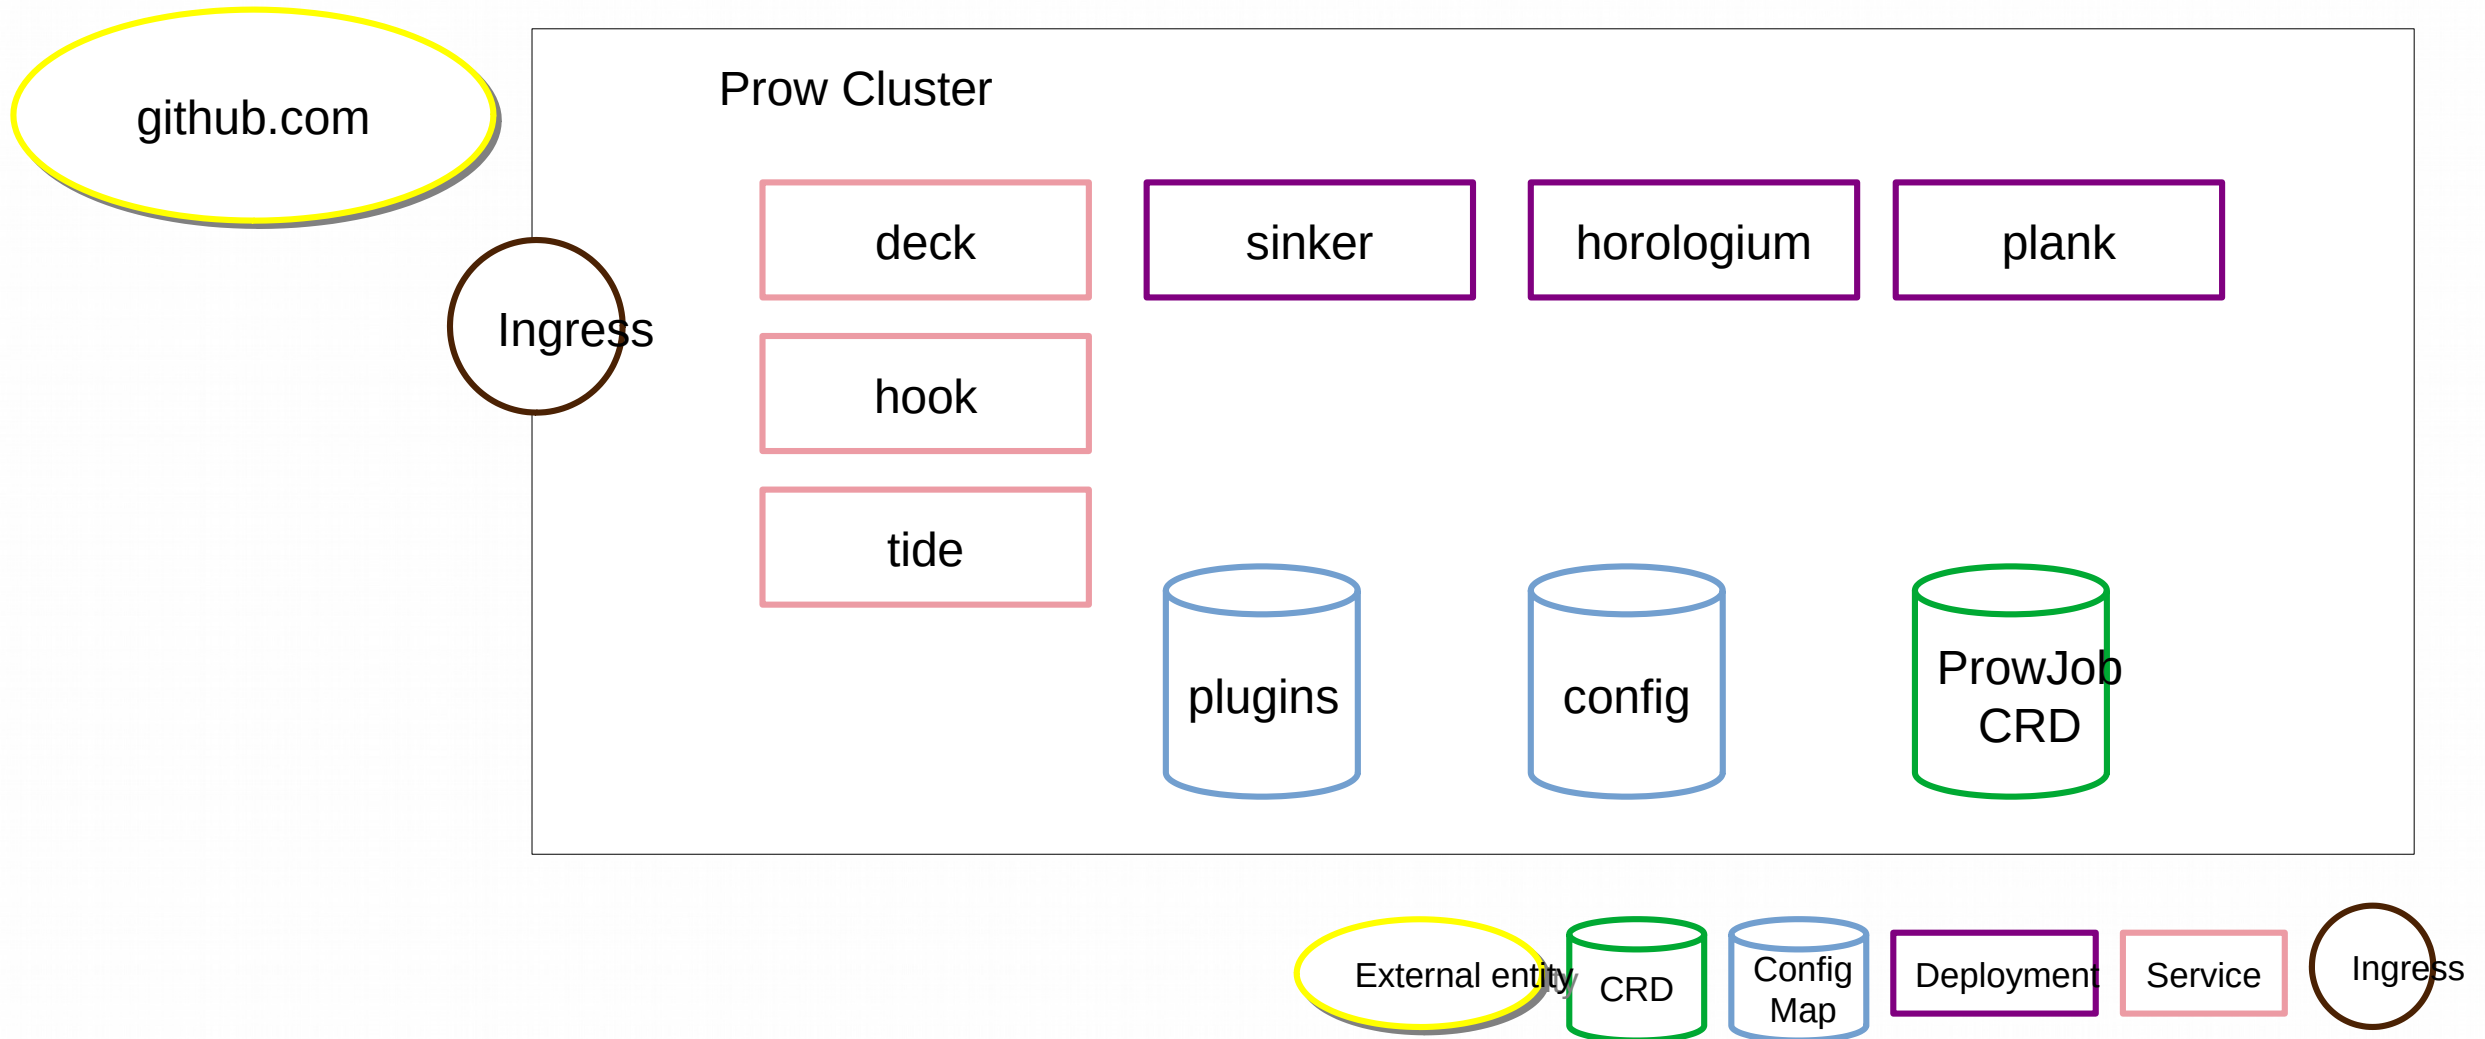 github.com
Prow Cluster
deck
sinker
horologium
plank
Ingress
hook
tide
plugins
config
ProwJob
CRD
External entity
CRD
Config
Map
Deployment
Service
Ingress